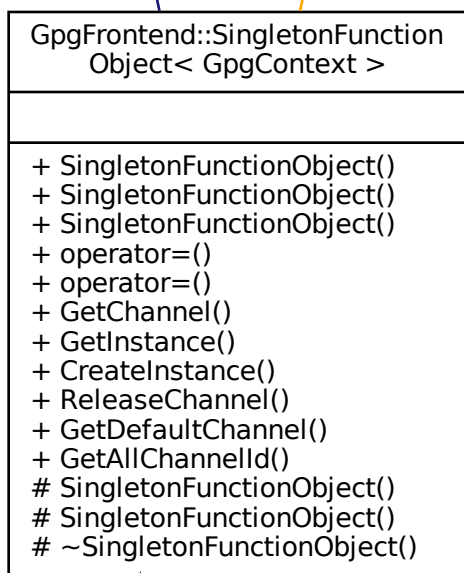 GpgFrontend::SingletonFunction
Object< GpgContext >
+ SingletonFunctionObject()
+ SingletonFunctionObject()
+ SingletonFunctionObject()
+ operator=()
+ operator=()
+ GetChannel()
+ GetInstance()
+ CreateInstance()
+ ReleaseChannel()
+ GetDefaultChannel()
+ GetAllChannelId()
# SingletonFunctionObject()
# SingletonFunctionObject()
# ~SingletonFunctionObject()